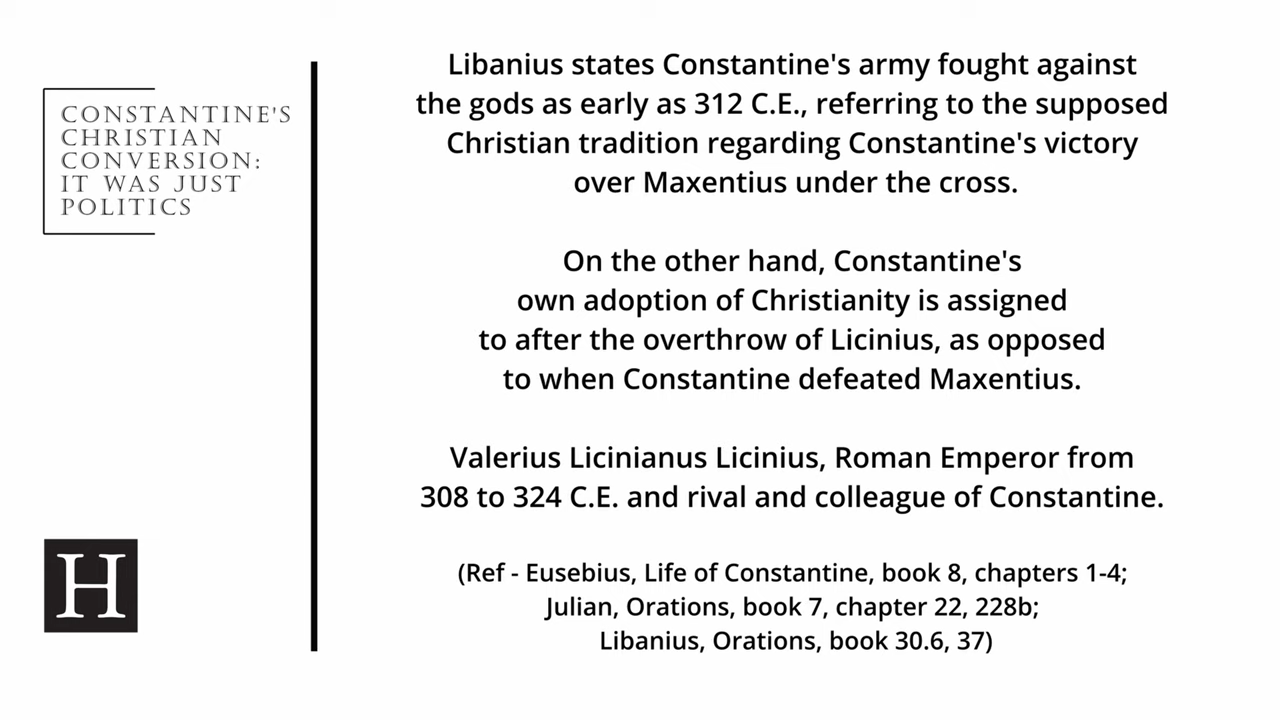 CONSTANTINE'S
CHRISTIAN
CONVERSION:
IT WAS JUST
POLITICS
H
Libanius states Constantine's army fought against
the gods as early as 312 C.E., referring to the supposed
Christian tradition regarding Constantine's victory
over Maxentius under the cross.
On the other hand, Constantine's
own adoption of Christianity is assigned
to after the overthrow of Licinius, as opposed
to when Constantine defeated Maxentius.
Valerius Licinianus Licinius, Roman Emperor from
308 to 324 C.E. and rival and colleague of Constantine.
(Ref - Eusebius, Life of Constantine, book 8, chapters 1-4;
Julian, Orations, book 7, chapter 22, 228b;
Libanius, Orations, book 30.6, 37)